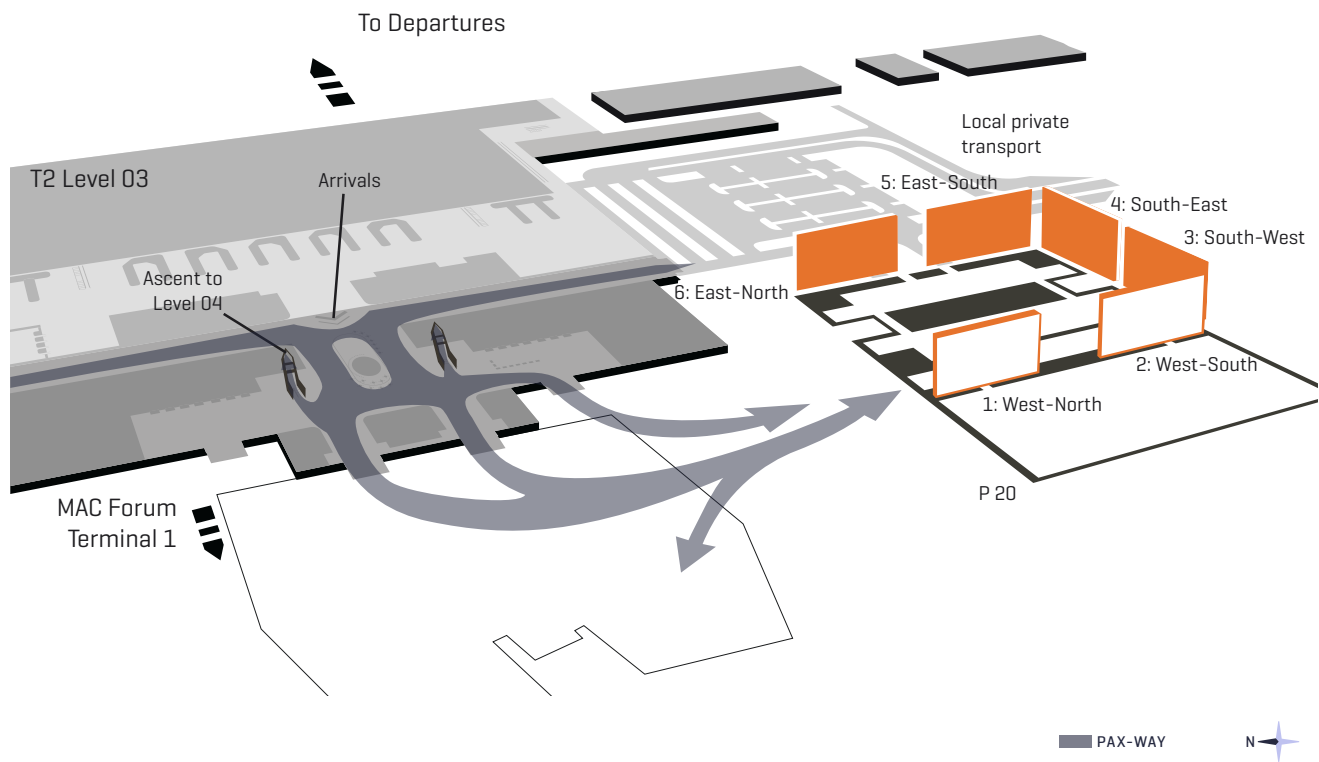 To Departures
Local private
transport
T2 Level 03
Arrivals
5: East-South
4: South-East
3: South-West
Ascent to
Level 04
6: East-North
2: West-South
1: West-North
P 20
MAC Forum
Terminal 1
PAX-WAY
N